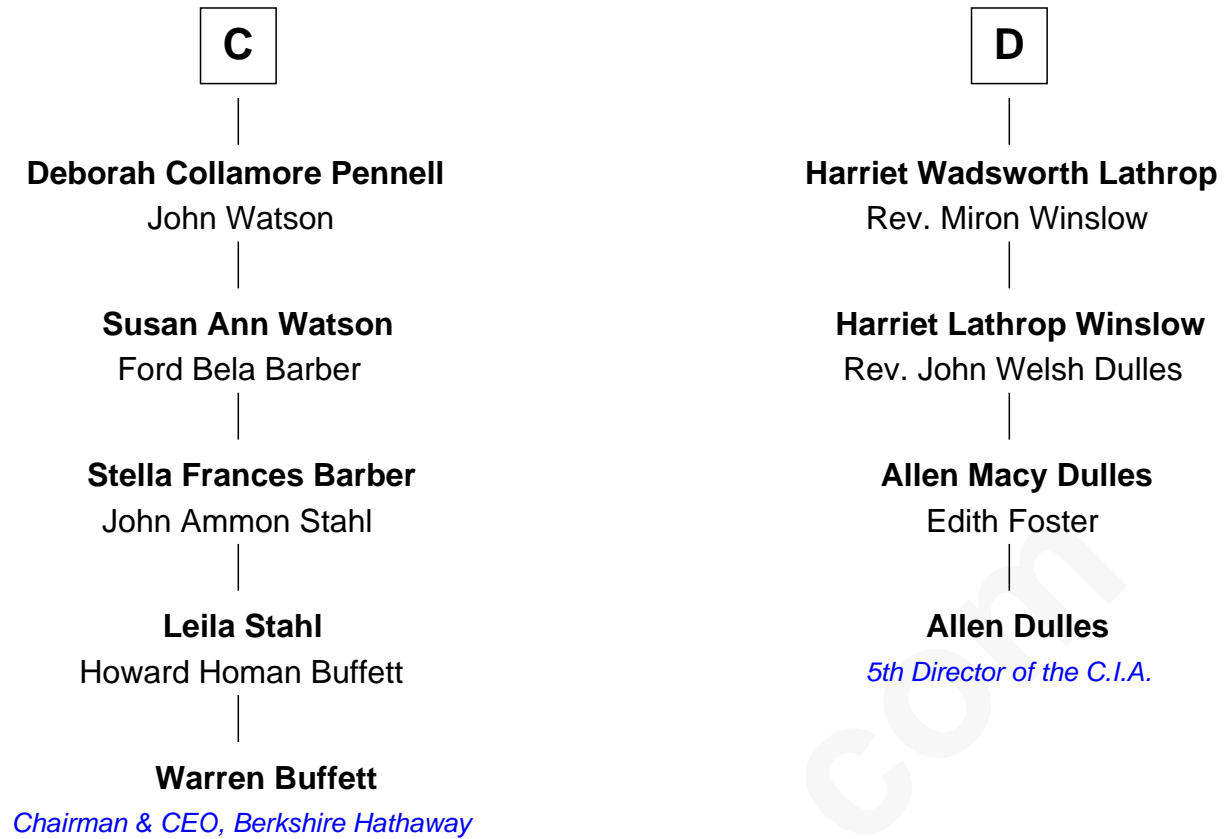 C
Deborah Collamore Pennell
John Watson
Susan Ann Watson
Ford Bela Barber
Stella Frances Barber
John Ammon Stahl
Leila Stahl
Howard Homan Buffett
Warren Buffett
Chairman & CEO, Berkshire Hathaway
D
Harriet Wadsworth Lathrop
Rev. Miron Winslow
Harriet Lathrop Winslow
Rev. John Welsh Dulles
Allen Macy Dulles
Edith Foster
Allen Dulles
5th Director of the C.I.A.
com